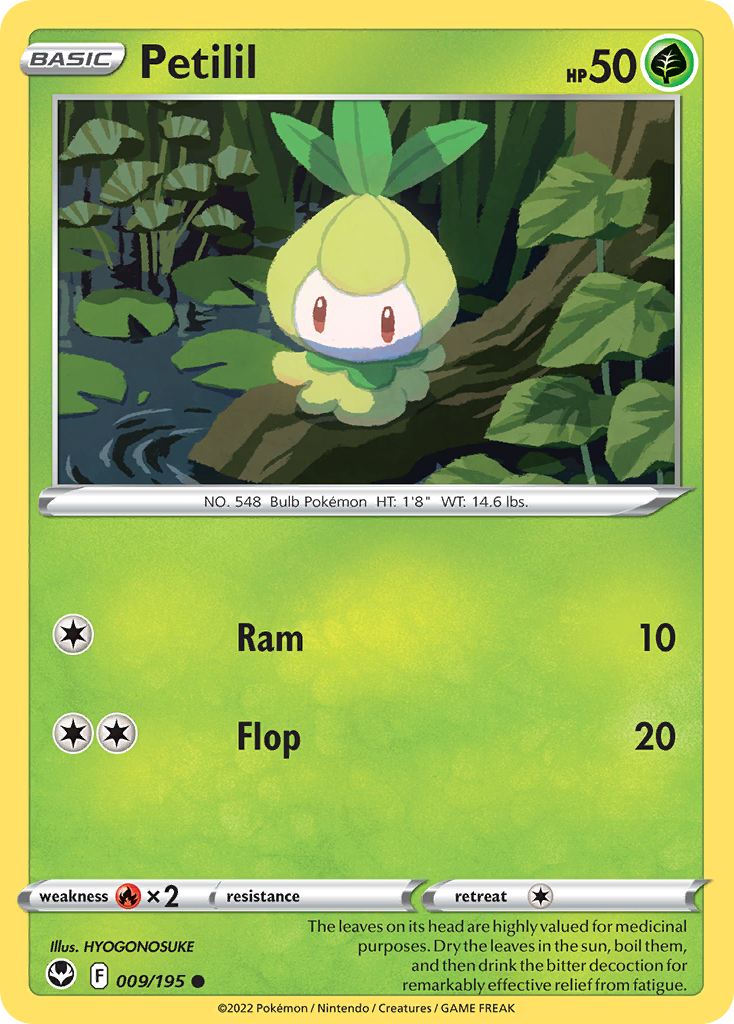 BASIC Petilil HP50
NO. 548 Bulb Pokémon HT: 1'8" WT: 14.6 lbs.
Ram 10
Flop 20
weakness ×2 resistance retreat
The leaves on its head are highly valued for medicinal
purposes. Dry the leaves in the sun, boil them,
and then drink the bitter decoction for
remarkably effective relief from fatigue.
Illus. HYOGONOSUKE
F 009/195
©2022 Pokémon / Nintendo / Creatures / GAME FREAK